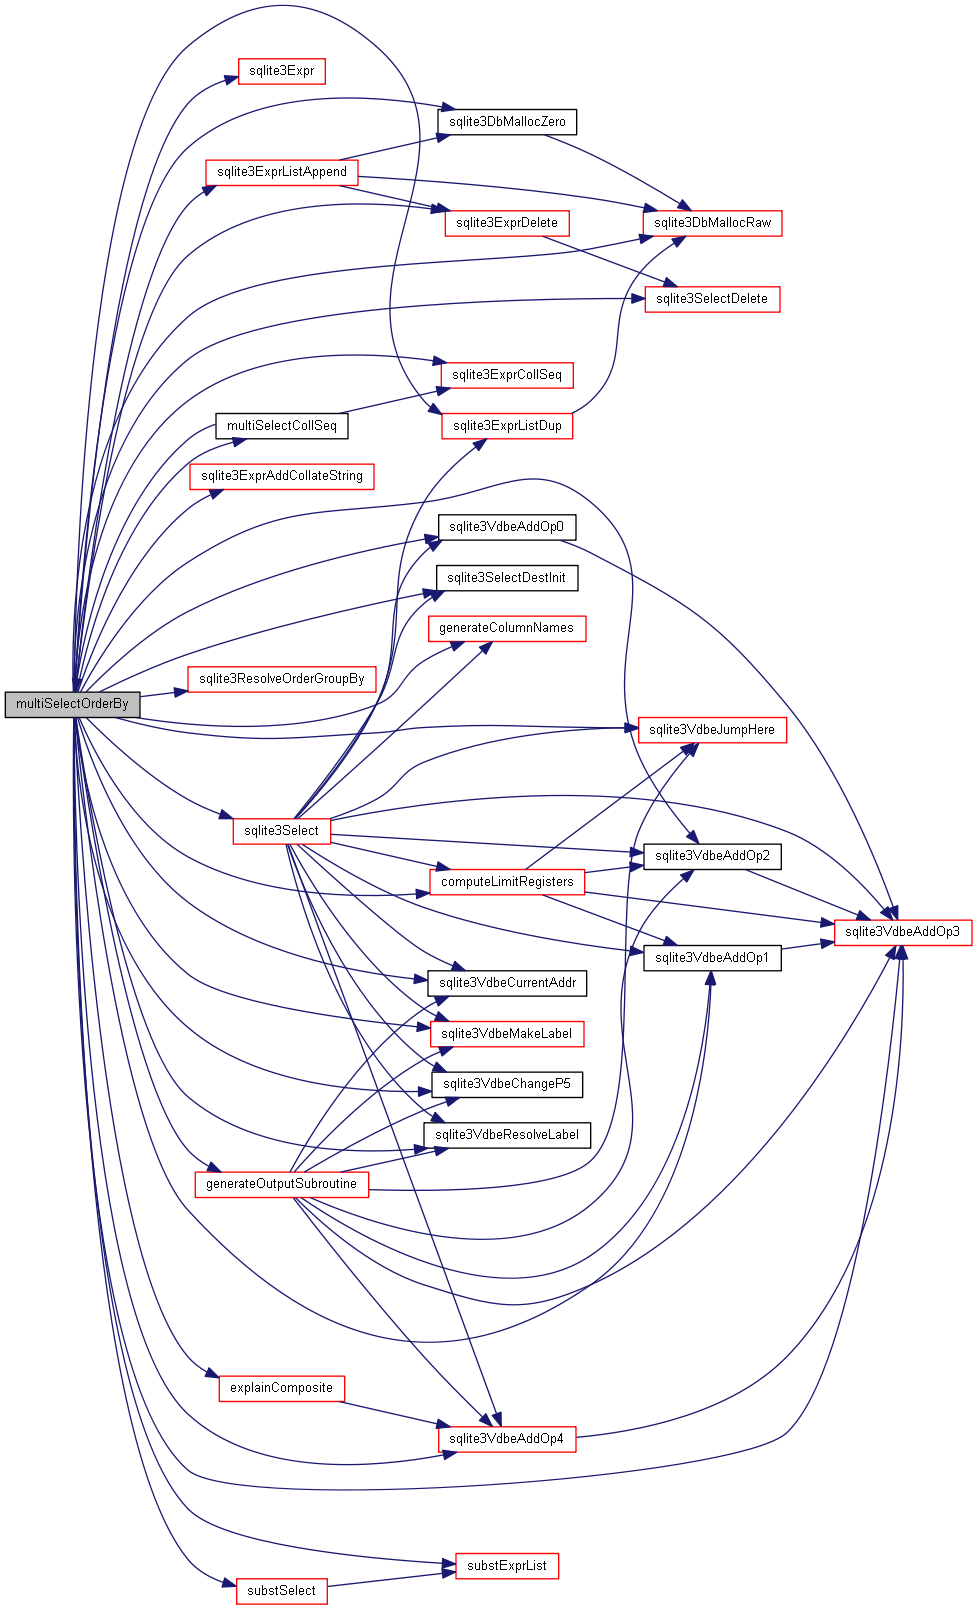 sqlite3Expr
sqlite3DbMallocZero
sqlite3ExprListAppend
sqlite3ExprDelete
sqlite3DbMallocRaw
sqlite3SelectDelete
sqlite3ExprCollSeq
multiSelectCollSeq
sqlite3ExprListDup
sqlite3ExprAddCollateString
sqlite3VdbeAddOp0
sqlite3SelectDestInit
generateColumnNames
sqlite3ResolveOrderGroupBy
multiSelectOrderBy
sqlite3VdbeJumpHere
sqlite3Select
sqlite3VdbeAddOp2
computeLimitRegisters
sqlite3VdbeAddOp3
sqlite3VdbeAddOp1
sqlite3VdbeCurrentAddr
sqlite3VdbeMakeLabel
sqlite3VdbeChangeP5
sqlite3VdbeResolveLabel
generateOutputSubroutine
explainComposite
sqlite3VdbeAddOp4
substExprList
substSelect